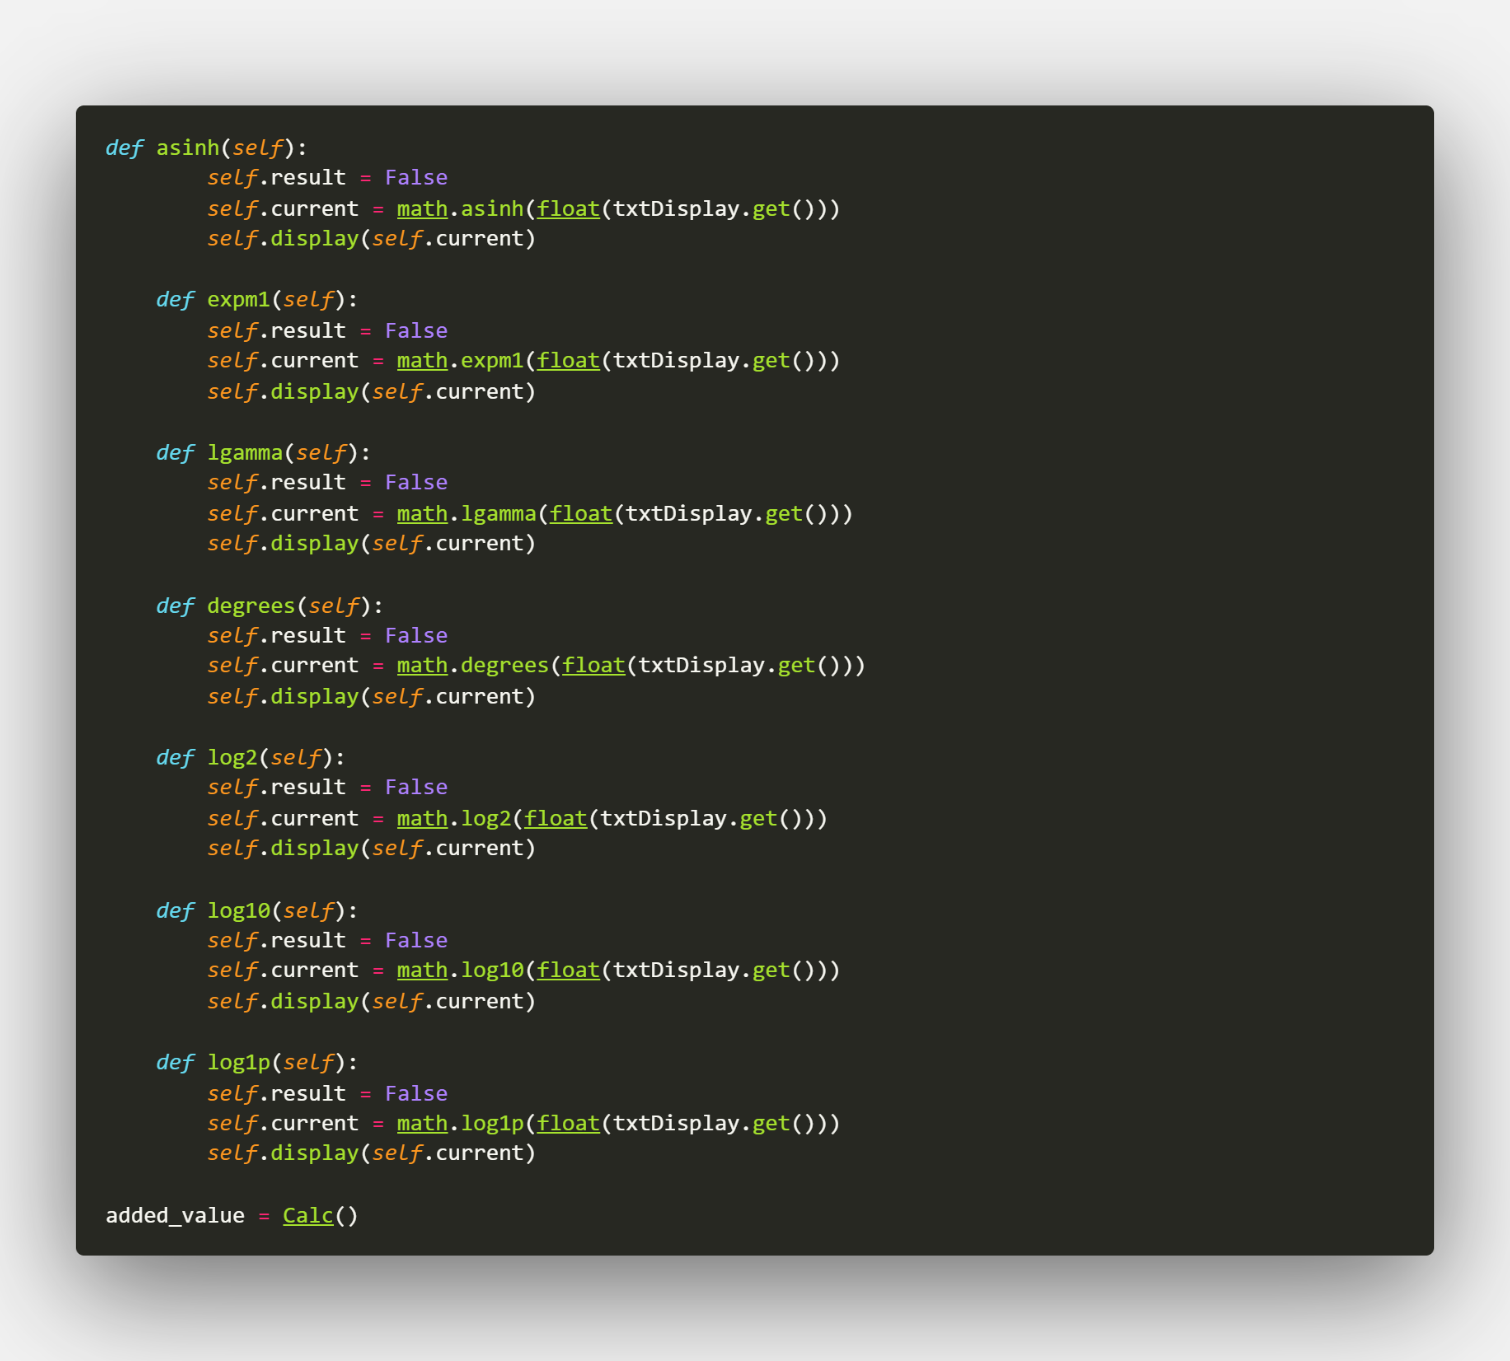 def asinh(self):
        self.result = False
        self.current = math.asinh(float(txtDisplay.get()))
        self.display(self.current)

    def expm1(self):
        self.result = False
        self.current = math.expm1(float(txtDisplay.get()))
        self.display(self.current)

    def lgamma(self):
        self.result = False
        self.current = math.lgamma(float(txtDisplay.get()))
        self.display(self.current)

    def degrees(self):
        self.result = False
        self.current = math.degrees(float(txtDisplay.get()))
        self.display(self.current)

    def log2(self):
        self.result = False
        self.current = math.log2(float(txtDisplay.get()))
        self.display(self.current)

    def log10(self):
        self.result = False
        self.current = math.log10(float(txtDisplay.get()))
        self.display(self.current)

    def log1p(self):
        self.result = False
        self.current = math.log1p(float(txtDisplay.get()))
        self.display(self.current)

added_value = Calc()